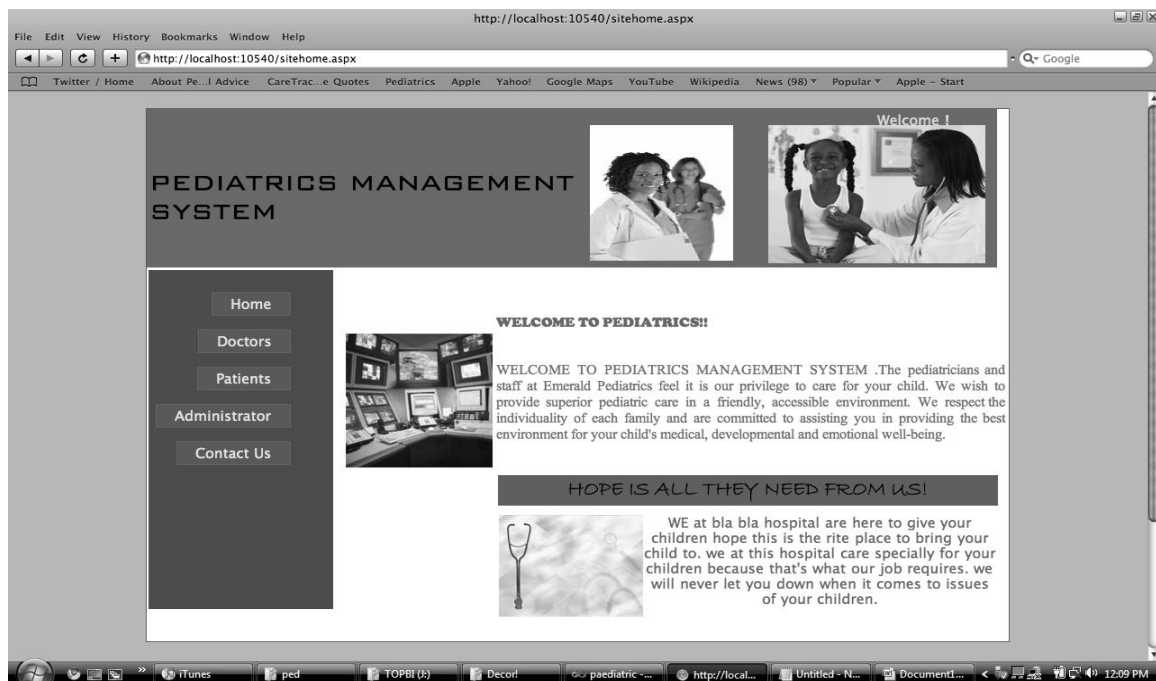 http://localhost:10540/sitehome.aspx
File Edit View History Bookmarks Window Help
http://localhost:10540/sitehome.aspx
Google
Twitter / Home About Pe...l Advice CareTrac...e Quotes Pediatrics Apple Yahoo! Google Maps YouTube Wikipedia News (98) Popular Apple - Start
Welcome !
PEDIATRICS MANAGEMENT
SYSTEM
Home
Doctors
Patients
Administrator
Contact Us
WELCOME TO PEDIATRICS!!
WELCOME TO PEDIATRICS MANAGEMENT SYSTEM .The pediatricians and
staff at Emerald Pediatrics feel it is our privilege to care for your child. We wish to
provide superior pediatric care in a friendly, accessible environment. We respect the
individuality of each family and are committed to assisting you in providing the best
environment for your child's medical, developmental and emotional well-being.
HOPE IS ALL THEY NEED FROM US!
WE at bla bla hospital are here to give your
children hope this is the rite place to bring your
child to. we at this hospital care specially for your
children because that's what our job requires. we
will never let you down when it comes to issues
of your children.
iTunes ped TOPBI (J:) Decor! paediatric -... http://local... Untitled - N... Document1... 12:09 PM